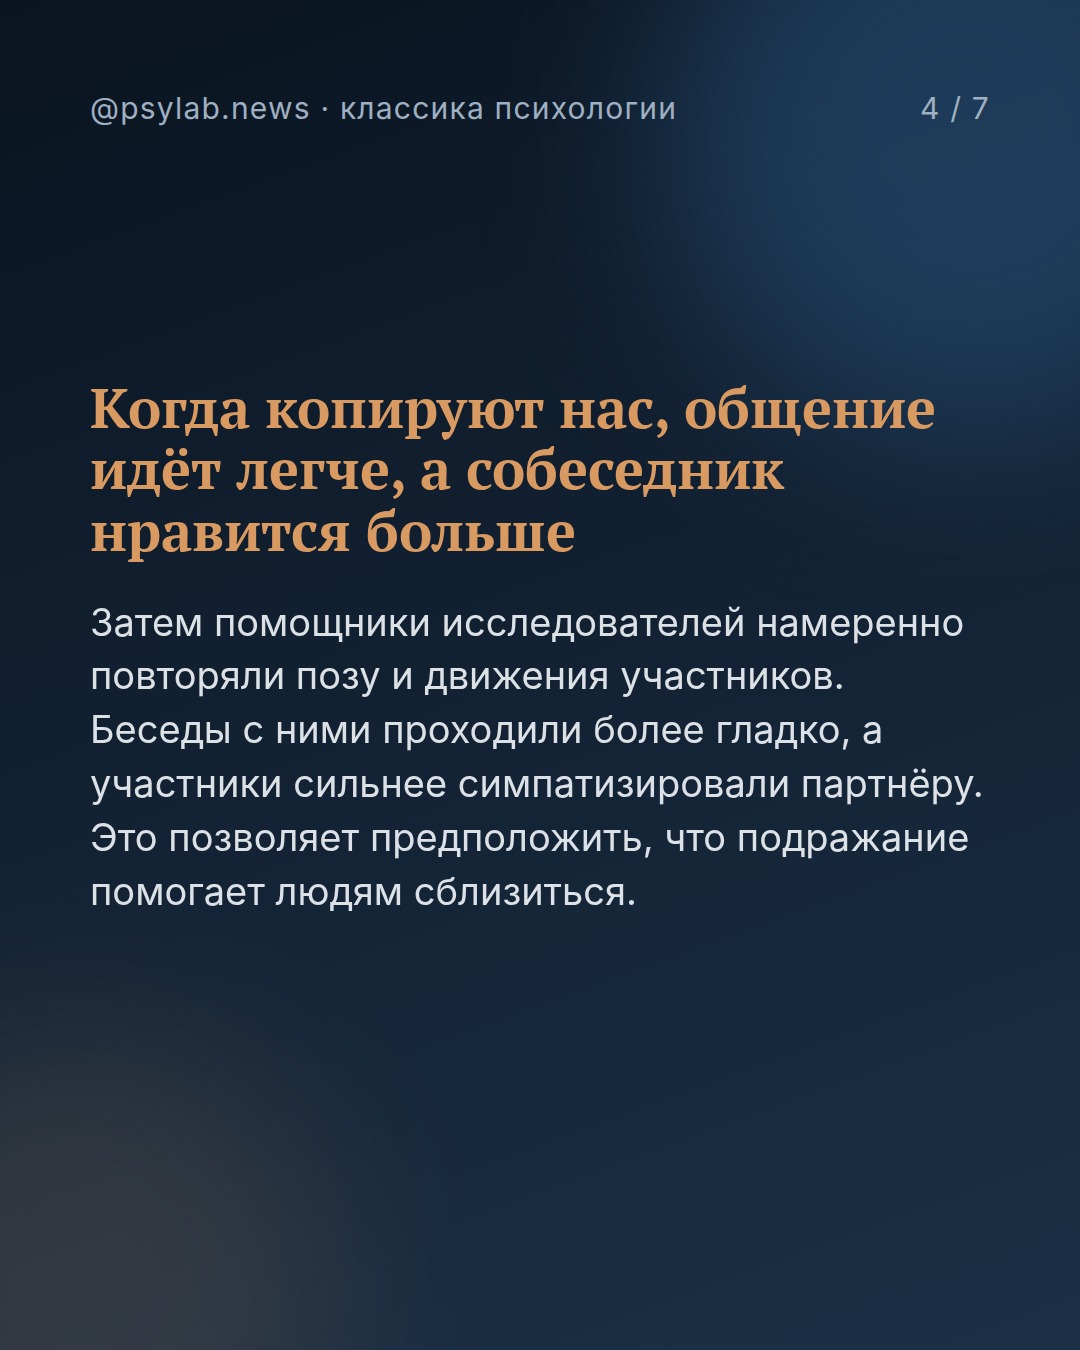 @psylab.news · классика психологии
4 / 7
Когда копируют нас, общение
идёт легче, а собеседник
нравится больше
Затем помощники исследователей намеренно
повторяли позу и движения участников.
Беседы с ними проходили более гладко, а
участники сильнее симпатизировали партнёру.
Это позволяет предположить, что подражание
помогает людям сблизиться.